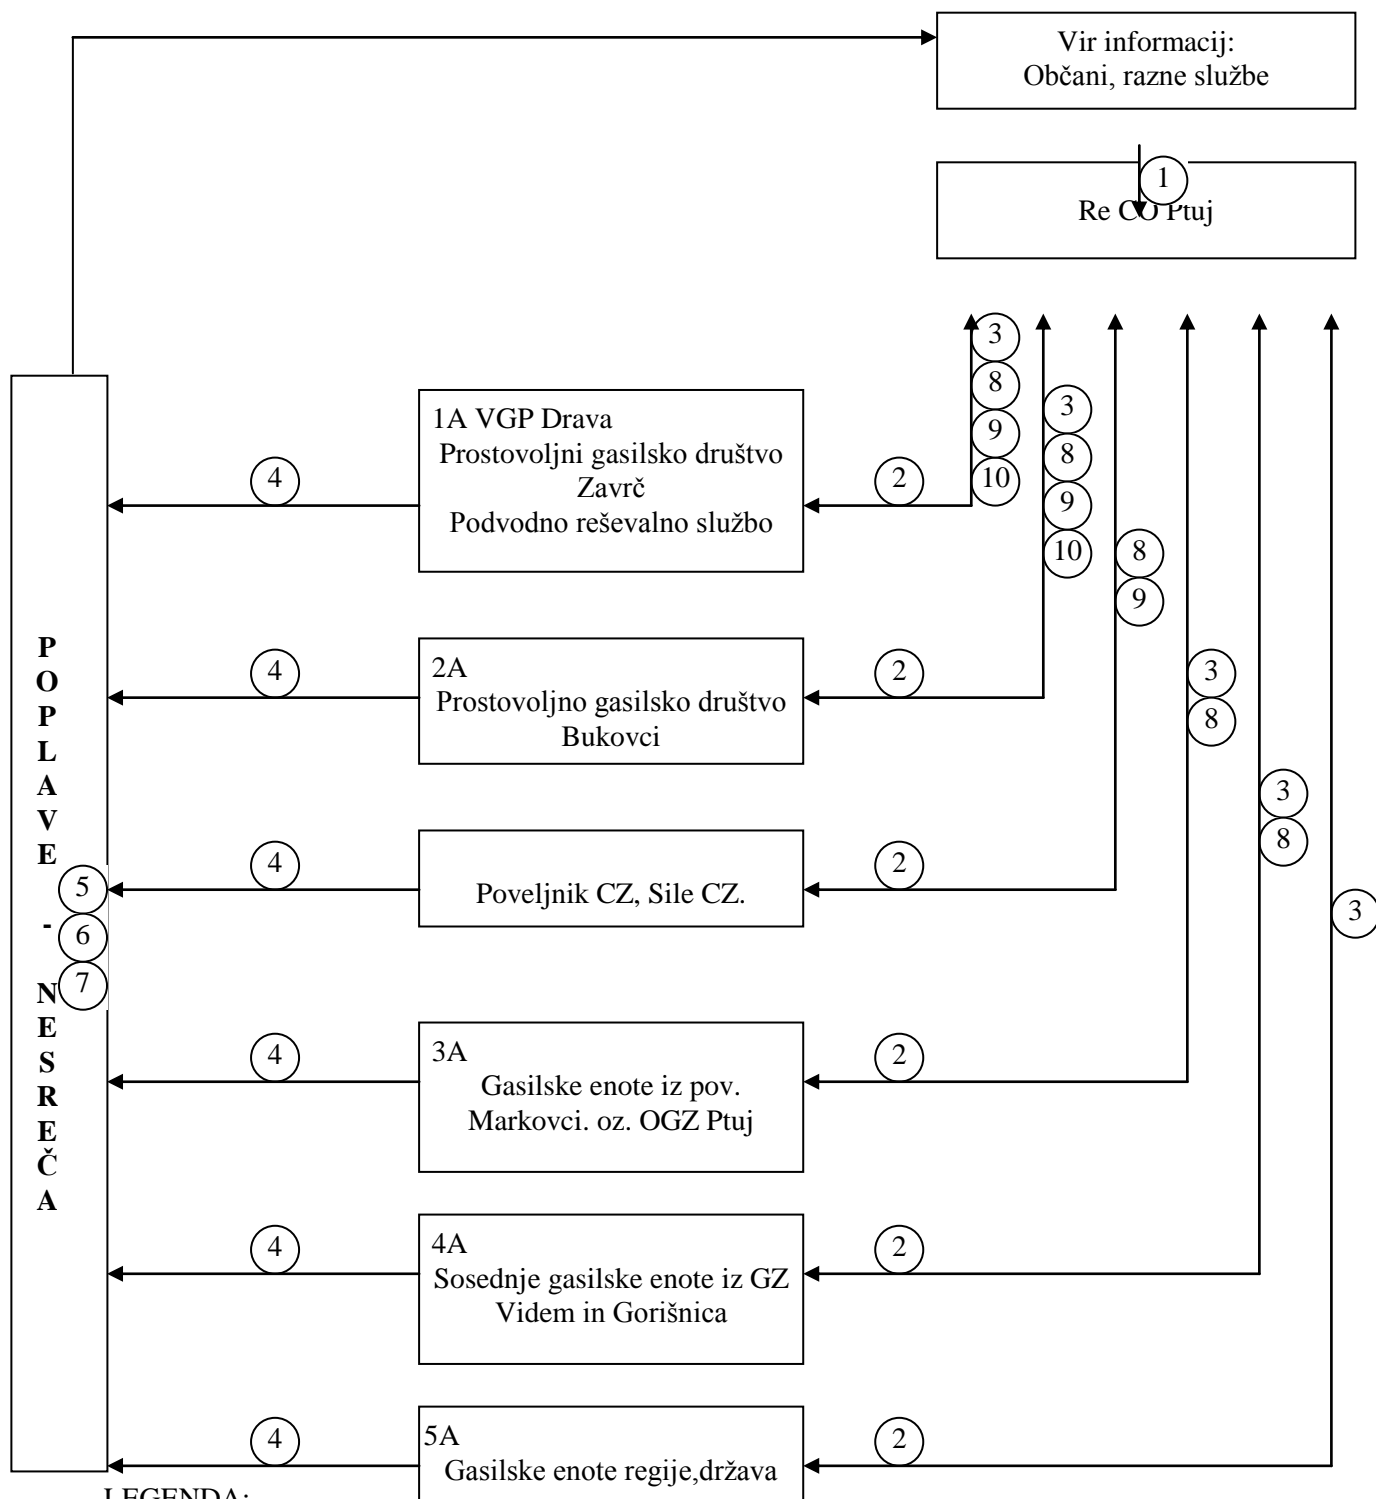 Vir informacij:
Občani, razne službe
1
Re CO Ptuj
3
8
9
10
3
8
9
10
8
9
3
8
3
8
3
1A VGP Drava
Prostovoljni gasilsko društvo
Zavrč
Podvodno reševalno službo
4
2
2A
Prostovoljno gasilsko društvo
Bukovci
4
2
Poveljnik CZ, Sile CZ.
4
2
3A
Gasilske enote iz pov.
Markovci. oz. OGZ Ptuj
4
2
4A
Sosednje gasilske enote iz GZ
Videm in Gorišnica
4
2
5A
Gasilske enote regije,država
4
2
POPLAVE - NESREČA
5
6
7
LEGENDA: